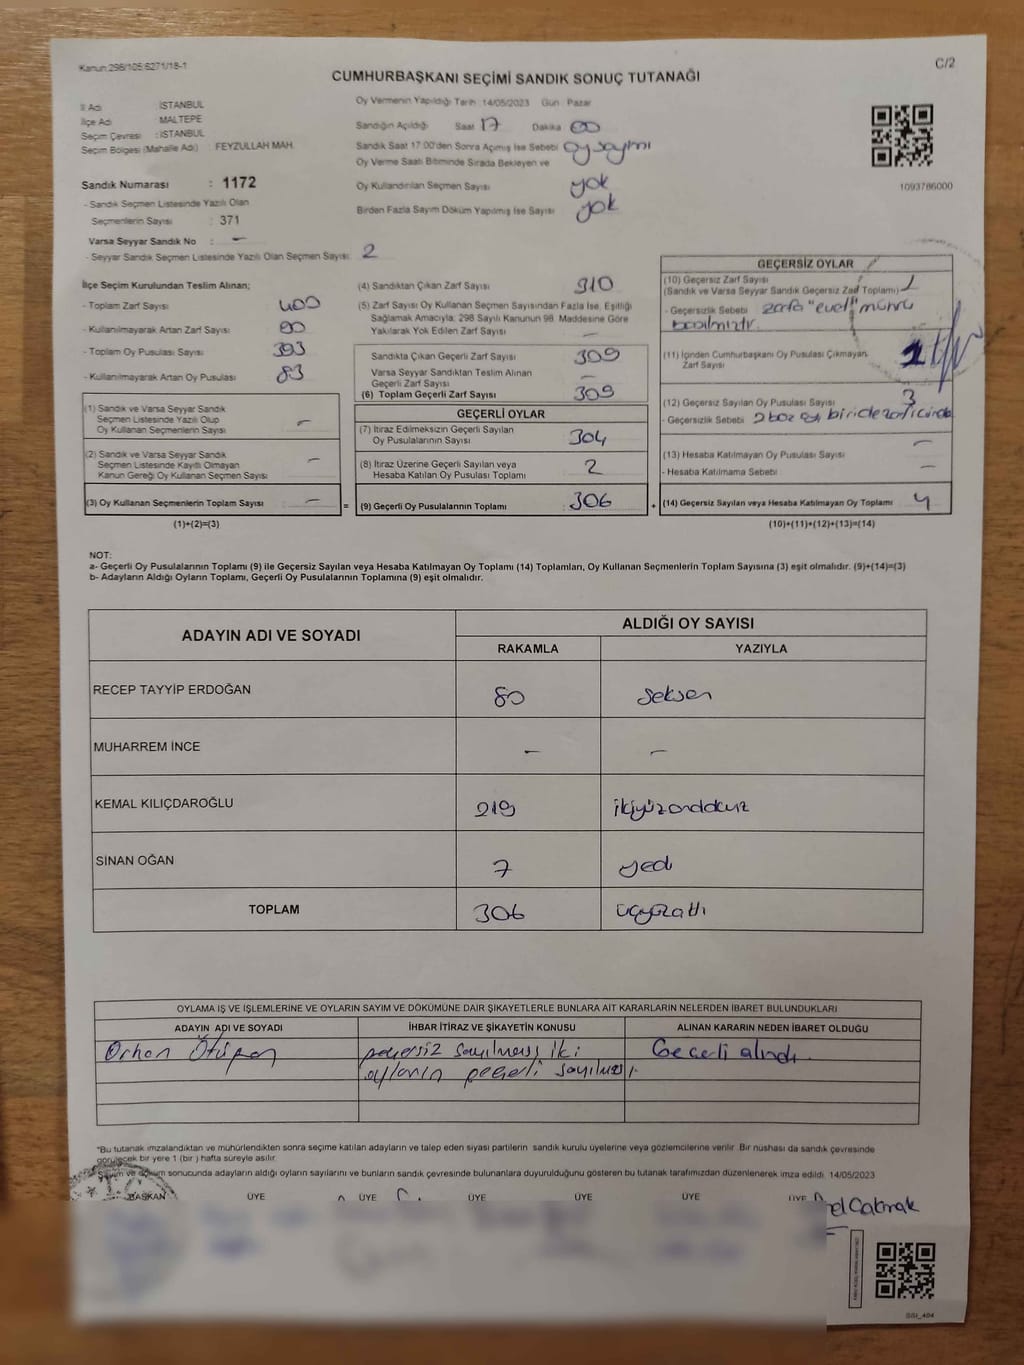 Kanun:298/105:6271/18-1
C/2
CUMHURBAŞKANI SEÇİMİ SANDIK SONUÇ TUTANAĞI
İl Adı : İSTANBUL
İlçe Adı : MALTEPE
Seçim Çevresi : İSTANBUL
Seçim Bölgesi (Mahalle Adı) : FEYZULLAH MAH.
Sandık Numarası : 1172
- Sandık Seçmen Listesinde Yazılı Olan
Seçmenlerin Sayısı : 371
Varsa Seyyar Sandık No : -
- Seyyar Sandık Seçmen Listesinde Yazılı Olan Seçmen Sayısı: 2
Oy Vermenin Yapıldığı Tarih :14/05/2023 Gün : Pazar
Sandığın Açıldığı Saat 17 Dakika 00
Sandık Saat 17:00'den Sonra Açımış İse Sebebi oy sayımı
Oy Verme Saati Bitiminde Sırada Bekleyen ve
Oy Kullandırılan Seçmen Sayısı yok
Birden Fazla Sayım Döküm Yapılmış İse Sayısı yok
1093786000
İlçe Seçim Kurulundan Teslim Alınan;
- Toplam Zarf Sayısı : 400
- Kullanılmayarak Artan Zarf Sayısı : 90
- Toplam Oy Pusulası Sayısı : 393
- Kullanılmayarak Artan Oy Pusulası : 83
(1) Sandık ve Varsa Seyyar Sandık
Seçmen Listesinde Yazılı Olup
Oy Kullanan Seçmenlerin Sayısı -
(2) Sandık ve Varsa Seyyar Sandık
Seçmen Listesinde Kayıtlı Olmayan
Kanun Gereği Oy Kullanan Seçmen Sayısı -
(3) Oy Kullanan Seçmenlerin Toplam Sayısı - =
(1)+(2)=(3)
(4) Sandıktan Çıkan Zarf Sayısı 310
(5) Zarf Sayısı Oy Kullanan Seçmen Sayısından Fazla İse, Eşitliği
Sağlamak Amacıyla, 298 Sayılı Kanunun 98. Maddesine Göre
Yakılarak Yok Edilen Zarf Sayısı -
Sandıkta Çıkan Geçerli Zarf Sayısı 309
Varsa Seyyar Sandıktan Teslim Alınan
Geçerli Zarf Sayısı -
(6) Toplam Geçerli Zarf Sayısı 309
GEÇERLİ OYLAR
(7) İtiraz Edilmeksizin Geçerli Sayılan
Oy Pusulalarının Sayısı 304
(8) İtiraz Üzerine Geçerli Sayılan veya
Hesaba Katılan Oy Pusulası Toplamı 2
(9) Geçerli Oy Pusulalarının Toplamı 306 +
GEÇERSİZ OYLAR
(10) Geçersiz Zarf Sayısı
(Sandık ve Varsa Seyyar Sandık Geçersiz Zarf Toplamı) 1
- Geçersizlik Sebebi zarfa "evet" mührü
basılmıştır.
(11) İçinden Cumhurbaşkanı Oy Pusulası Çıkmayan
Zarf Sayısı
(12) Geçersiz Sayılan Oy Pusulası Sayısı 3
- Geçersizlik Sebebi 2 boz oy biri de zarf içinde
(13) Hesaba Katılmayan Oy Pusulası Sayısı -
- Hesaba Katılmama Sebebi -
(14) Geçersiz Sayılan veya Hesaba Katılmayan Oy Toplamı 4
(10)+(11)+(12)+(13)=(14)
NOT:
a- Geçerli Oy Pusulalarının Toplamı (9) ile Geçersiz Sayılan veya Hesaba Katılmayan Oy Toplamı (14) Toplamları, Oy Kullanan Seçmenlerin Toplam Sayısına (3) eşit olmalıdır. (9)+(14)=(3)
b- Adayların Aldığı Oyların Toplamı, Geçerli Oy Pusulalarının Toplamına (9) eşit olmalıdır.
ADAYIN ADI VE SOYADI ALDIĞI OY SAYISI
RAKAMLA YAZIYLA
RECEP TAYYİP ERDOĞAN 80 seksen
MUHARREM İNCE - -
KEMAL KILIÇDAROĞLU 219 ikiyüzondokuz
SİNAN OĞAN 7 yedi
TOPLAM 306 üçyüzaltı
OYLAMA İŞ VE İŞLEMLERİNE VE OYLARIN SAYIM VE DÖKÜMÜNE DAİR ŞİKAYETLERLE BUNLARA AİT KARARLARIN NELERDEN İBARET BULUNDUKLARI
ADAYIN ADI VE SOYADI İHBAR İTİRAZ VE ŞİKAYETİN KONUSU ALINAN KARARIN NEDEN İBARET OLDUĞU
Orhan geçersiz sayılmış iki Geçerli alındı.
oyların geçerli sayılması.
*Bu tutanak imzalandıktan ve mühürlendikten sonra seçime katılan adayların ve talep eden siyasi partilerin sandık kurulu üyelerine veya gözlemcilerine verilir. Bir nüshası da sandık çevresinde
görülecek bir yere 1 (bir ) hafta süreyle asılır.
Sayım ve döküm sonucunda adayların aldığı oyların sayılarını ve bunların sandık çevresinde bulunanlara duyurulduğunu gösteren bu tutanak tarafımızdan düzenlenerek imza edildi. 14/05/2023
BAŞKAN ÜYE ÜYE ÜYE ÜYE ÜYE ÜYE